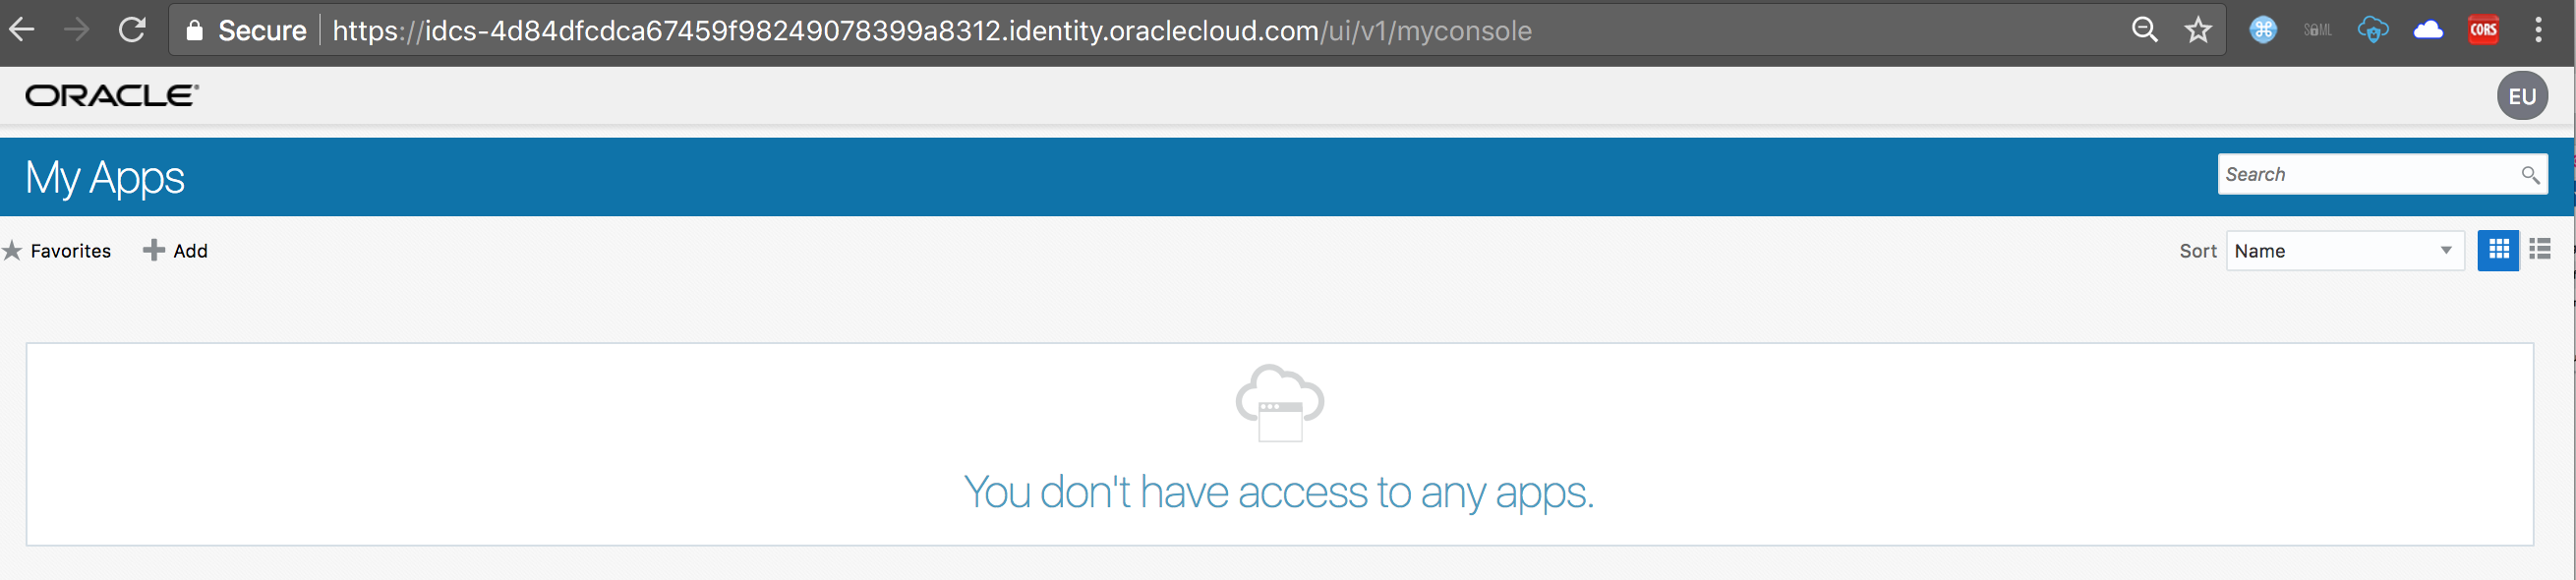 Secure https://idcs-4d84dfcdca67459f98249078399a8312.identity.oraclecloud.com/ui/v1/myconsole SAML CORS
ORACLE EU
My Apps Search
Favorites Add Sort Name
You don't have access to any apps.